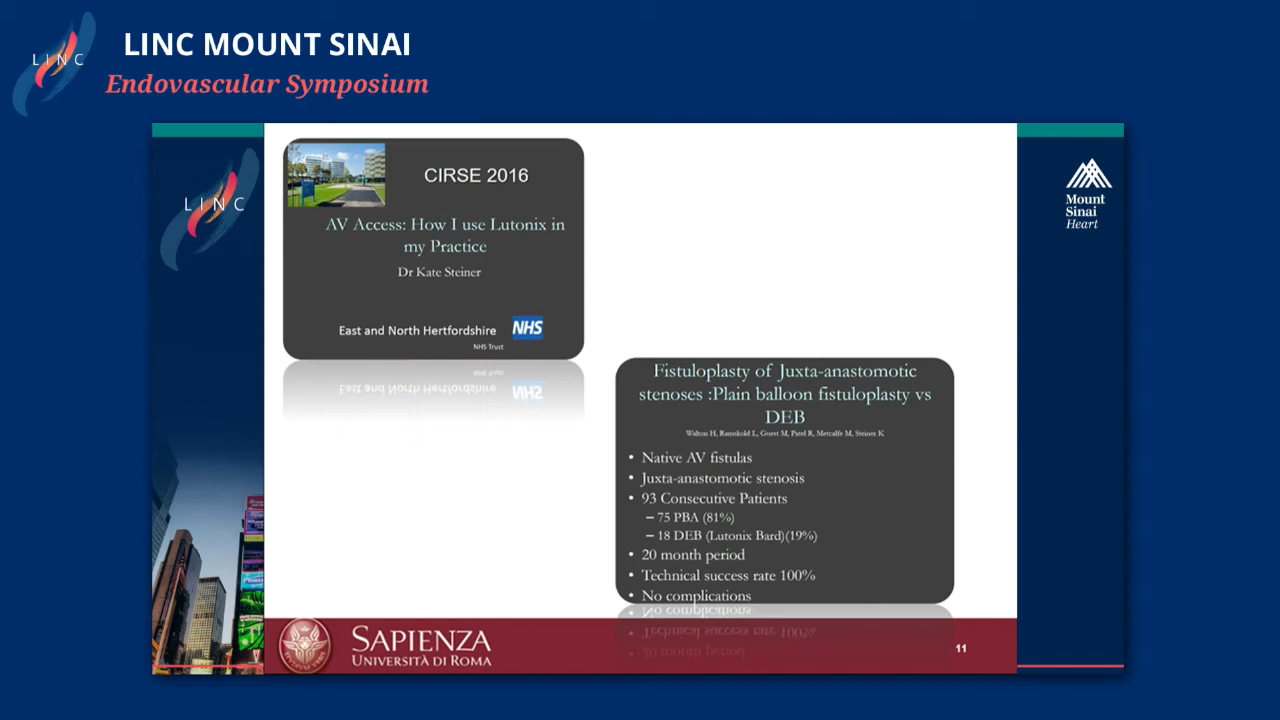 LINC MOUNT SINAI
Endovascular Symposium
LINC
LINC
Mount
Sinai
Heart
CIRSE 2016
AV Access: How I use Lutonix in
my Practice
Dr Kate Steiner
East and North Hertfordshire NHS
NHS Trust
Fistuloplasty of Juxta-anastomotic
stenoses :Plain balloon fistuloplasty vs
DEB
Walton H, Ramskold L, Guest M, Patel R, Metcalfe M, Steiner K
• Native AV fistulas
• Juxta-anastomotic stenosis
• 93 Consecutive Patients
– 75 PBA (81%)
– 18 DEB (Lutonix Bard)(19%)
• 20 month period
• Technical success rate 100%
• No complications
SAPIENZA
UNIVERSITÀ DI ROMA
11